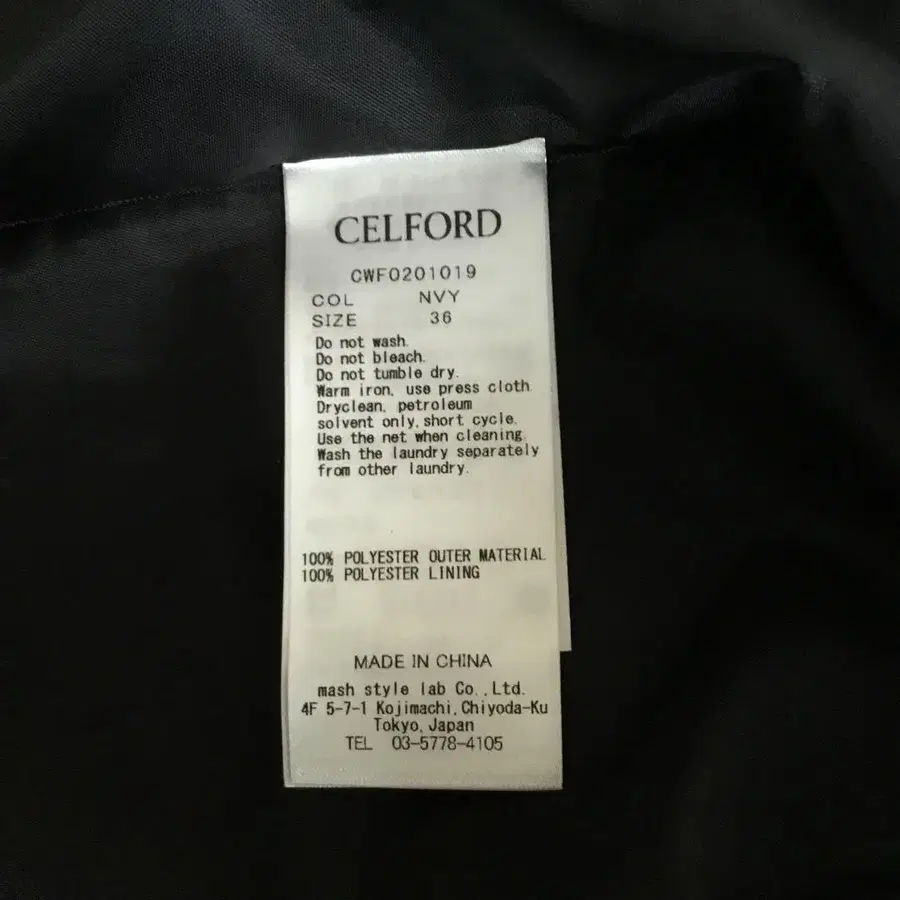 CELFORD
CWF0201019
COL NVY
SIZE 36
Do not wash.
Do not bleach.
Do not tumble dry.
Warm iron, use press cloth
Dryclean, petroleum
solvent only, short cycle.
Use the net when cleaning.
Wash the laundry separately
from other laundry.
100% POLYESTER OUTER MATERIAL
100% POLYESTER LINING
MADE IN CHINA
mash style lab Co.,Ltd.
4F 5-7-1 Kojimachi,Chiyoda-Ku
Tokyo,Japan
TEL 03-5778-4105